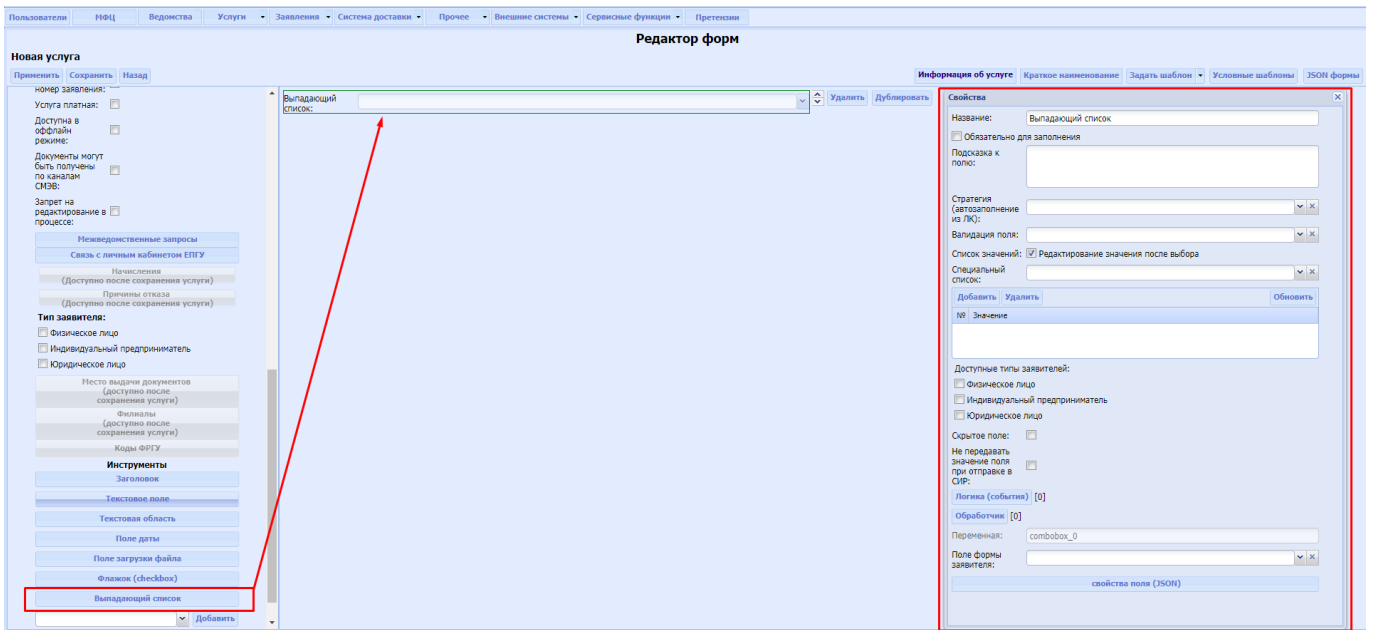 Пользователи МФЦ Ведомства Услуги Заявления Система доставки Прочее Внешние системы Сервисные функции Претензии
Редактор форм
Новая услуга
Применить Сохранить Назад
Информация об услуге Краткое наименование Задать шаблон Условные шаблоны JSON формы
номер заявления:
Услуга платная:
Доступна в
оффлайн
режиме:
Документы могут
быть получены
по каналам
СМЭВ:
Запрет на
редактирование в
процессе:
Межведомственные запросы
Связь с личным кабинетом ЕПГУ
Начисления
(Доступно после сохранения услуги)
Причины отказа
(Доступно после сохранения услуги)
Тип заявителя:
Физическое лицо
Индивидуальный предприниматель
Юридическое лицо
Место выдачи документов
(доступно после
сохранения услуги)
Филиалы
(доступно после
сохранения услуги)
Коды ФРГУ
Инструменты
Заголовок
Текстовое поле
Текстовая область
Поле даты
Поле загрузки файла
Флажок (checkbox)
Выпадающий список
Добавить
Выпадающий
список:
Удалить Дублировать
Свойства
Название: Выпадающий список
Обязательно для заполнения
Подсказка к
полю:
Стратегия
(автозаполнение
из ЛК):
Валидация поля:
Список значений: Редактирование значения после выбора
Специальный
список:
Добавить Удалить Обновить
№ Значение
Доступные типы заявителей:
Физическое лицо
Индивидуальный предприниматель
Юридическое лицо
Скрытое поле:
Не передавать
значение поля
при отправке в
СИР:
Логика (события) [0]
Обработчик [0]
Переменная: combobox_0
Поле формы
заявителя:
свойства поля (JSON)